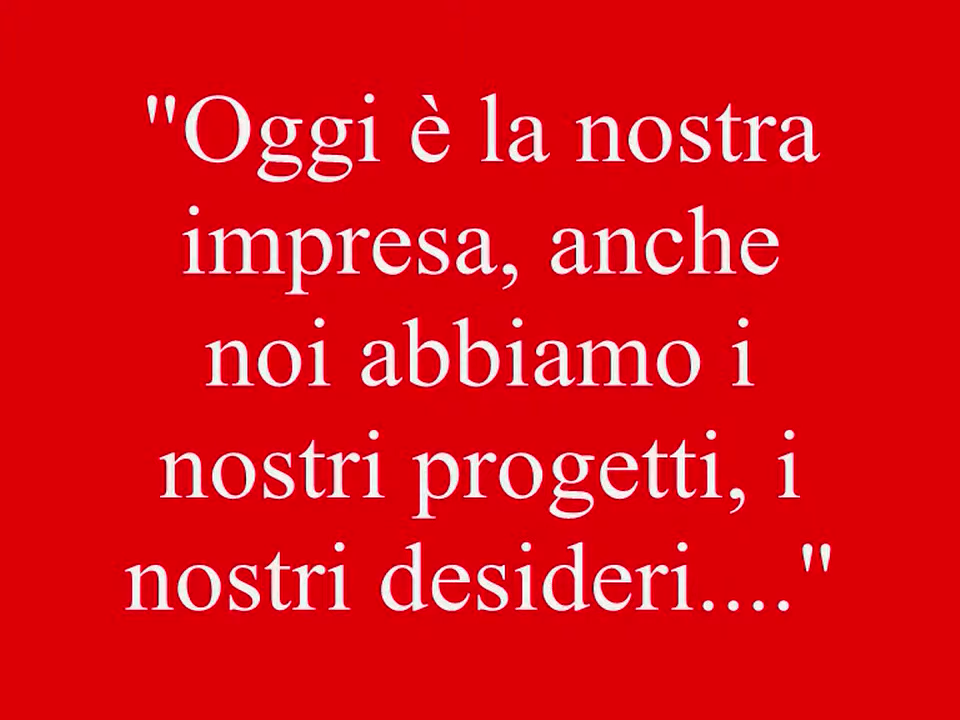 "Oggi è la nostra
impresa, anche
noi abbiamo i
nostri progetti, i
nostri desideri...."